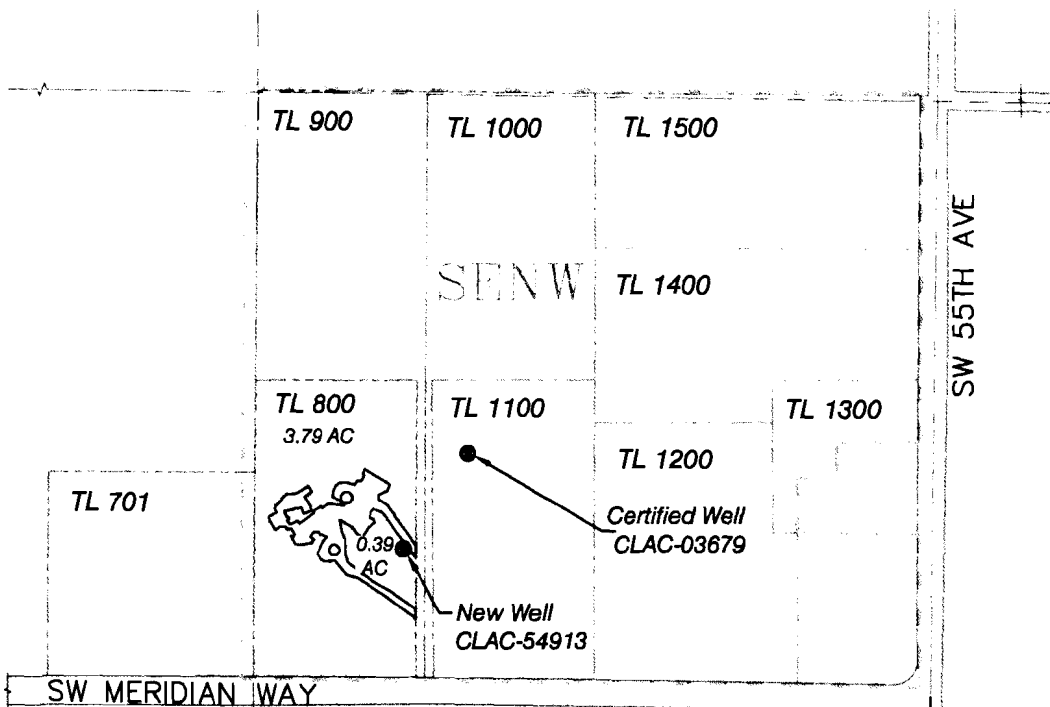 TL 900
TL 1000
TL 1500
SENW
TL 1400
SW 55TH AVE
TL 800
3.79 AC
TL 1100
TL 1300
TL 1200
TL 701
Certified Well
CLAC-03679
0.39
AC
New Well
CLAC-54913
SW MERIDIAN WAY